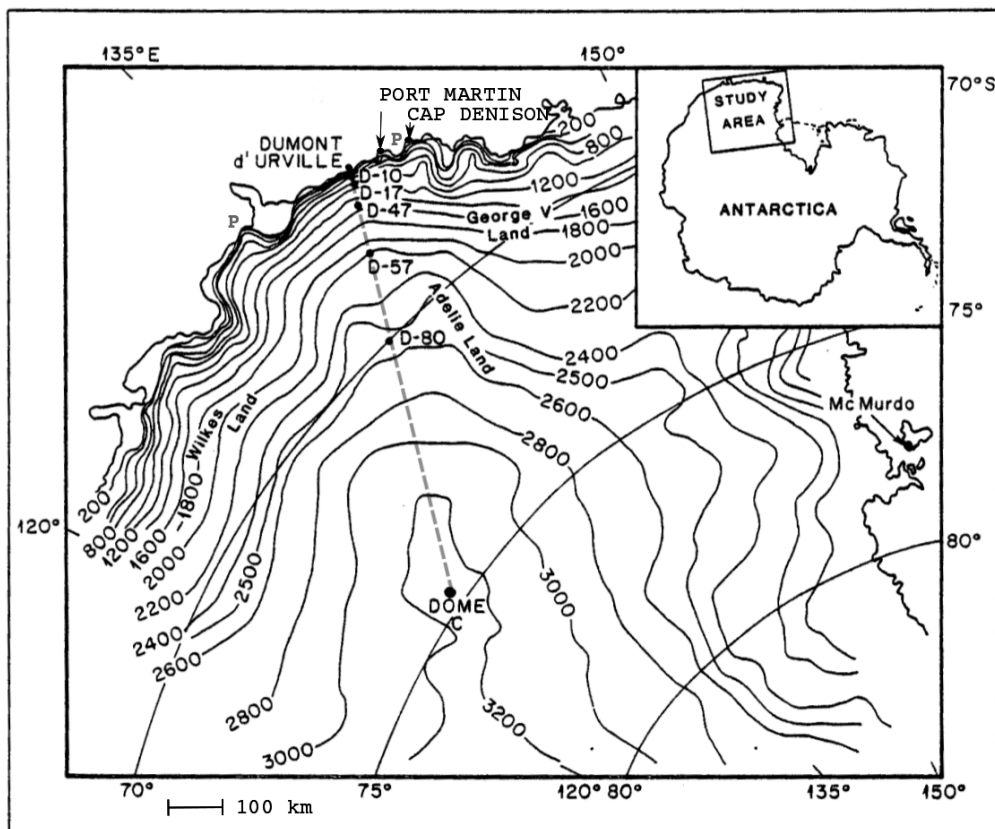 135°E
150°
70°S
PORT MARTIN
CAP DENISON
P
DUMONT
d'URVILLE
D-10
D-17
D-47
D-57
D-80
P
200
800
1200
1600
1800
2000
2200
2400
2500
2600
2800
3000
3200
George V
Land
Adelie Land
Wilkes
Land
STUDY
AREA
ANTARCTICA
75°
Mc Murdo
120°
80°
200
800
1200
1600
1800
2000
2200
2400
2500
2600
2800
3000
DOME
C
70°
75°
120°
80°
135°
150°
100 km